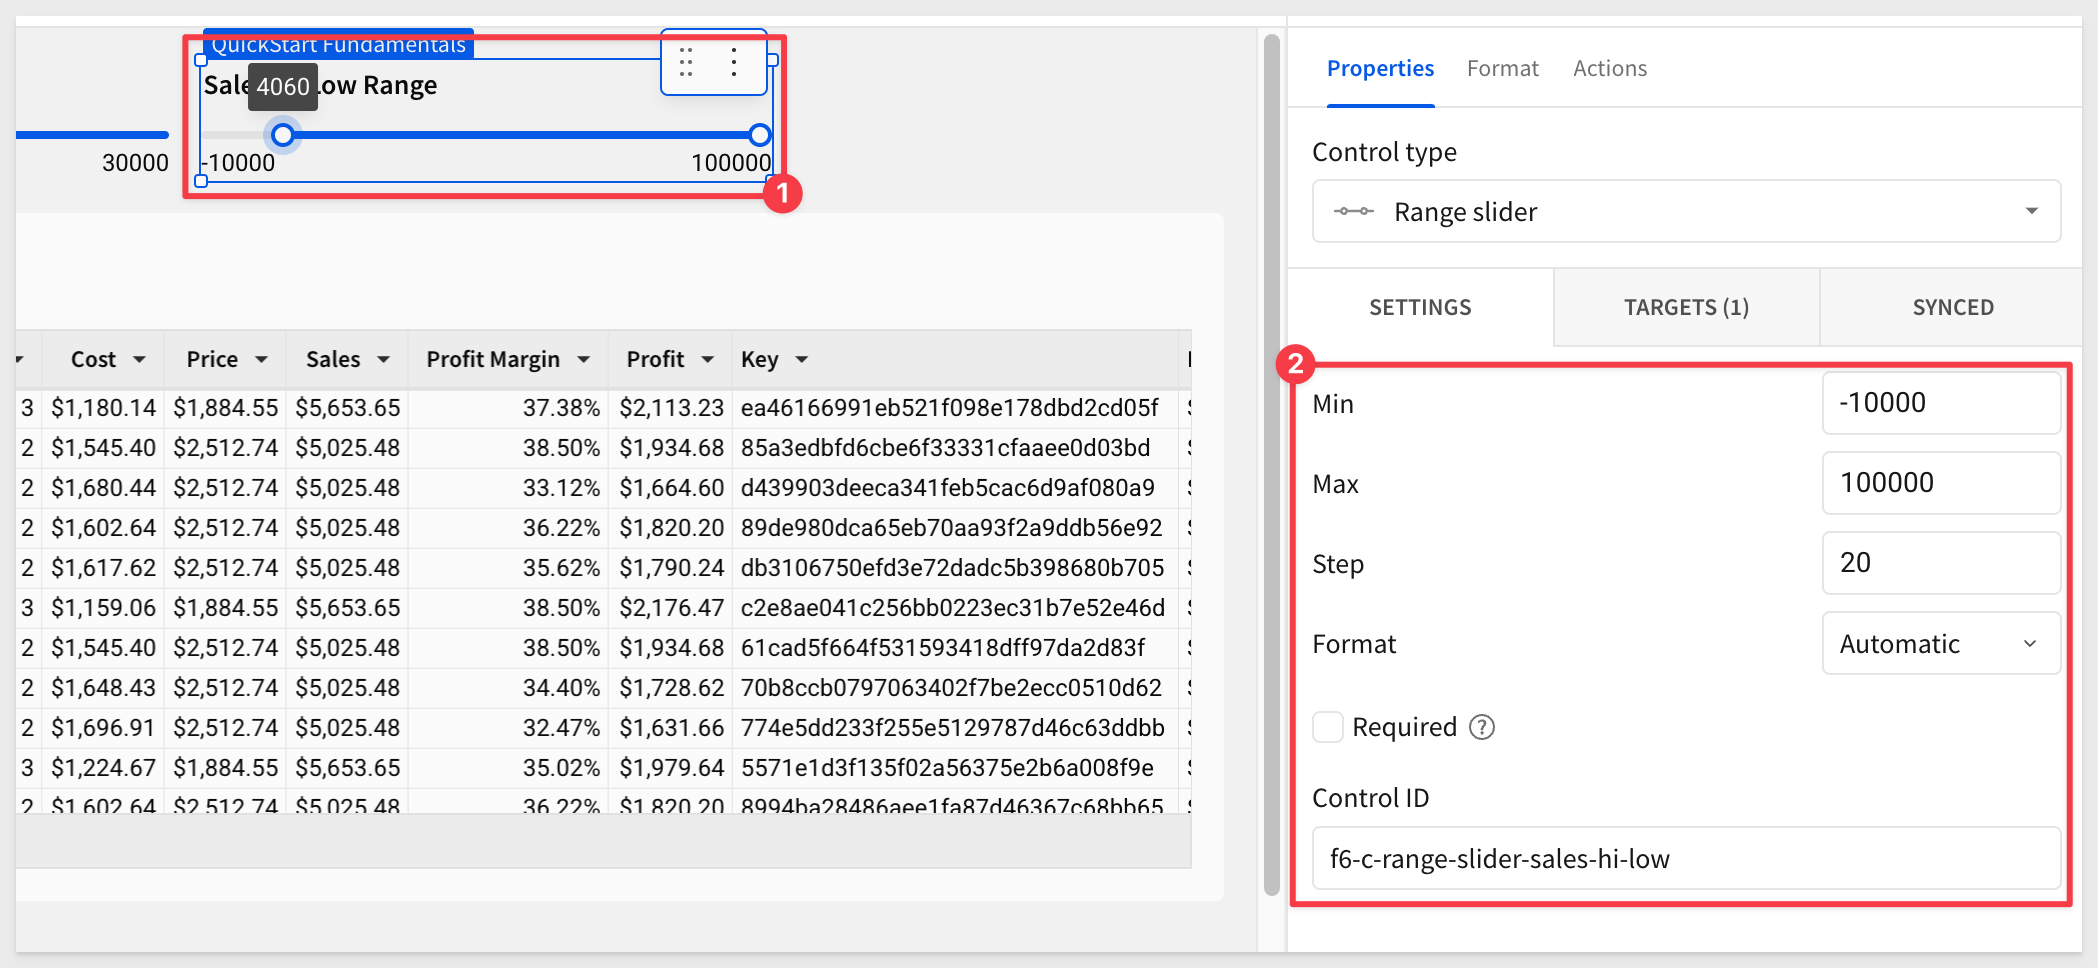 QuickStart Fundamentals
Sale
4060
ow Range
30000
-10000
100000
1
Cost
Price
Sales
Profit Margin
Profit
Key
3 $1,180.14 $1,884.55 $5,653.65 37.38% $2,113.23 ea46166991eb521f098e178dbd2cd05f
2 $1,545.40 $2,512.74 $5,025.48 38.50% $1,934.68 85a3edbfd6cbe6f33331cfaaee0d03bd
2 $1,680.44 $2,512.74 $5,025.48 33.12% $1,664.60 d439903deeca341feb5cac6d9af080a9
2 $1,602.64 $2,512.74 $5,025.48 36.22% $1,820.20 89de980dca65eb70aa93f2a9ddb56e92
2 $1,617.62 $2,512.74 $5,025.48 35.62% $1,790.24 db3106750efd3e72dadc5b398680b705
3 $1,159.06 $1,884.55 $5,653.65 38.50% $2,176.47 c2e8ae041c256bb0223ec31b7e52e46d
2 $1,545.40 $2,512.74 $5,025.48 38.50% $1,934.68 61cad5f664f531593418dff97da2d83f
2 $1,648.43 $2,512.74 $5,025.48 34.40% $1,728.62 70b8ccb0797063402f7be2ecc0510d62
2 $1,696.91 $2,512.74 $5,025.48 32.47% $1,631.66 774e5dd233f255e5129787d46c63ddbb
3 $1,224.67 $1,884.55 $5,653.65 35.02% $1,979.64 5571e1d3f135f02a56375e2b6a008f9e
2 $1,602.64 $2,512.74 $5,025.48 36.22% $1,820.20 8994ba28486aee1fa87d46367c68bb65
Properties Format Actions
Control type
Range slider
SETTINGS TARGETS (1) SYNCED
2
Min -10000
Max 100000
Step 20
Format Automatic
Required ?
Control ID
f6-c-range-slider-sales-hi-low